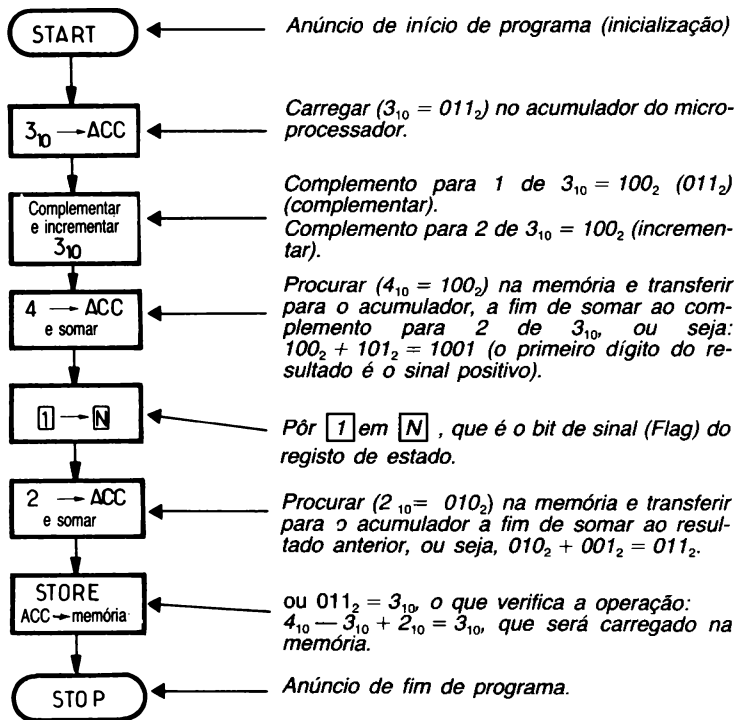 START
Anúncio de início de programa (inicialização)
3₁₀ → ACC
Carregar (3₁₀ = 011₂) no acumulador do micro-
processador.
Complementar
e incrementar
3₁₀
Complemento para 1 de 3₁₀ = 100₂ (011₂)
(complementar).
Complemento para 2 de 3₁₀ = 100₂ (incremen-
tar).
4 → ACC
e somar
Procurar (4₁₀ = 100₂) na memória e transferir
para o acumulador, a fim de somar ao com-
plemento para 2 de 3₁₀, ou seja:
100₂ + 101₂ = 1001 (o primeiro dígito do re-
sultado é o sinal positivo).
1 → N
Pôr 1 em N , que é o bit de sinal (Flag) do
registo de estado.
2 → ACC
e somar
Procurar (2 ₁₀= 010₂) na memória e transferir
para o acumulador a fim de somar ao resul-
tado anterior, ou seja, 010₂ + 001₂ = 011₂.
STORE
ACC → memória
ou 011₂ = 3₁₀, o que verifica a operação:
4₁₀ — 3₁₀ + 2₁₀ = 3₁₀, que será carregado na
memória.
STOP
Anúncio de fim de programa.